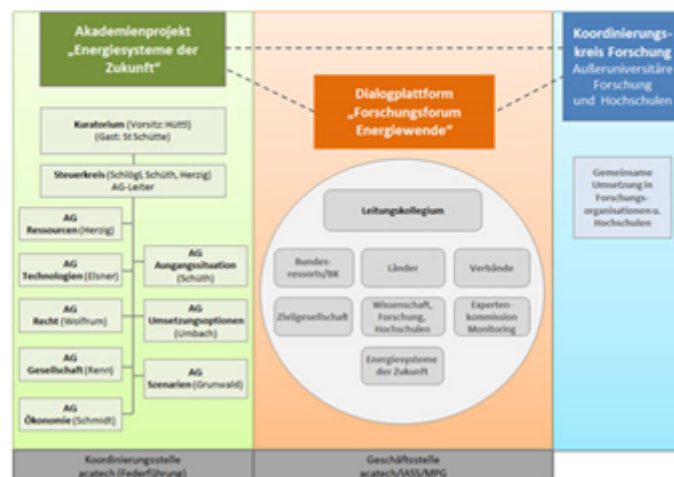 Akademienprojekt
„Energiesysteme der
Zukunft“
Kuratorium (Vorsitz: Hüttl)
(Gast: St Schütte)
Steuerkreis (Schlögl, Schüth, Herzig)
AG-Leiter
AG
Ressourcen (Herzig)
AG
Technologien (Elsner)
AG
Recht (Wolfrum)
AG
Gesellschaft (Renn)
AG
Ökonomie (Schmidt)
AG
Ausgangssituation
(Schüth)
AG
Umsetzungsoptionen
(Umbach)
AG
Szenarien (Grunwald)
Koordinierungsstelle
acatech (Federführung)
Dialogplattform
„Forschungsforum
Energiewende“
Leitungskollegium
Bundes-
ressorts/BK
Länder
Verbände
Zivilgesellschaft
Wissenschaft,
Forschung,
Hochschulen
Experten-
kommission
Monitoring
Energiesysteme
der Zukunft
Geschäftsstelle
acatech/IASS/MPG
Koordinierungs-
kreis Forschung
Außeruniversitäre
Forschung
und Hochschulen
Gemeinsame
Umsetzung in
Forschungs-
organisationen u.
Hochschulen